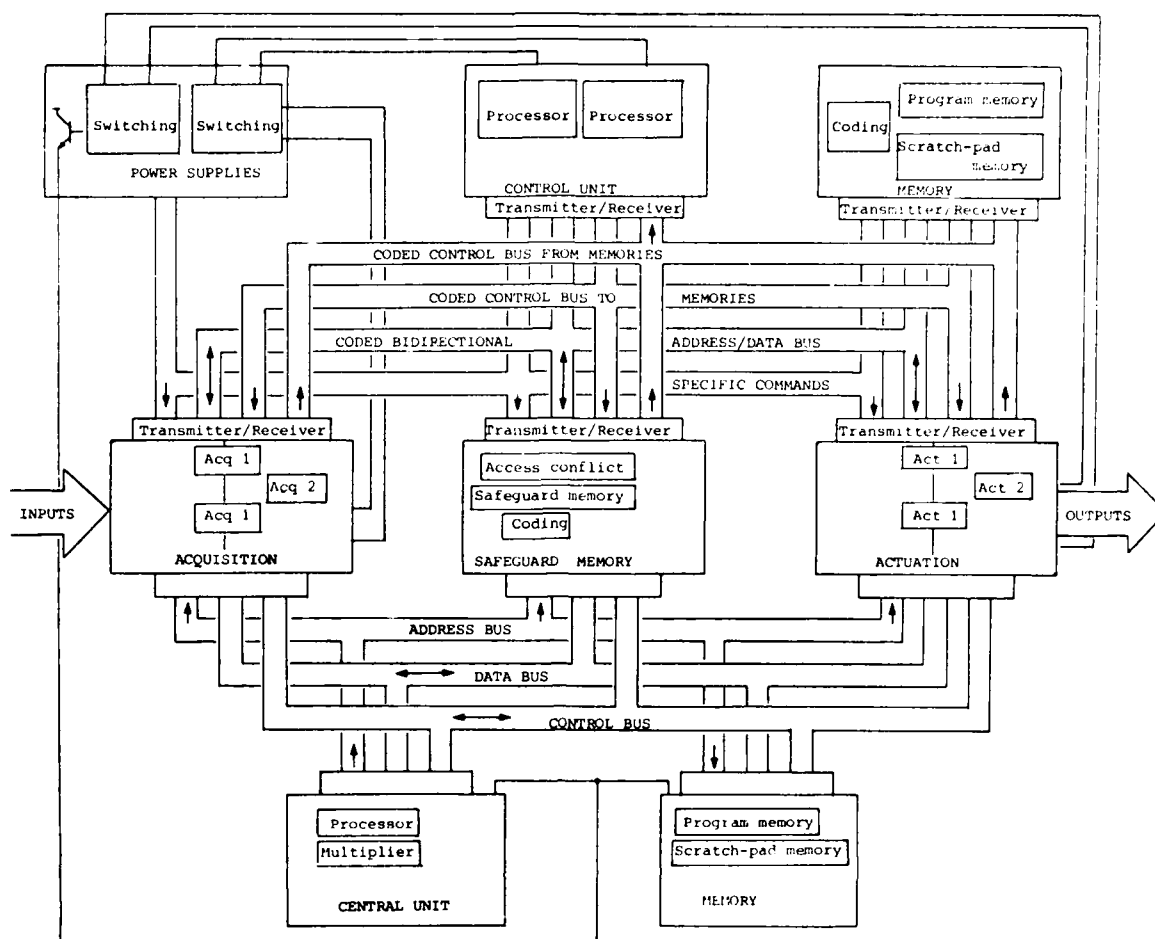 Switching
Switching
POWER SUPPLIES
Processor
Processor
CONTROL UNIT
Transmitter/Receiver
Coding
Program memory
Scratch-pad
memory
MEMORY
Transmitter/Receiver
CODED CONTROL BUS FROM MEMORIES
CODED CONTROL BUS TO MEMORIES
CODED BIDIRECTIONAL ADDRESS/DATA BUS
SPECIFIC COMMANDS
Transmitter/Receiver
Transmitter/Receiver
Transmitter/Receiver
INPUTS
Acq 1
Acq 2
Acq 1
ACQUISITION
Access conflict
Safeguard memory
Coding
SAFEGUARD MEMORY
Act 1
Act 2
Act 1
ACTUATION
OUTPUTS
ADDRESS BUS
DATA BUS
CONTROL BUS
Processor
Multiplier
CENTRAL UNIT
Program memory
Scratch-pad memory
MEMORY